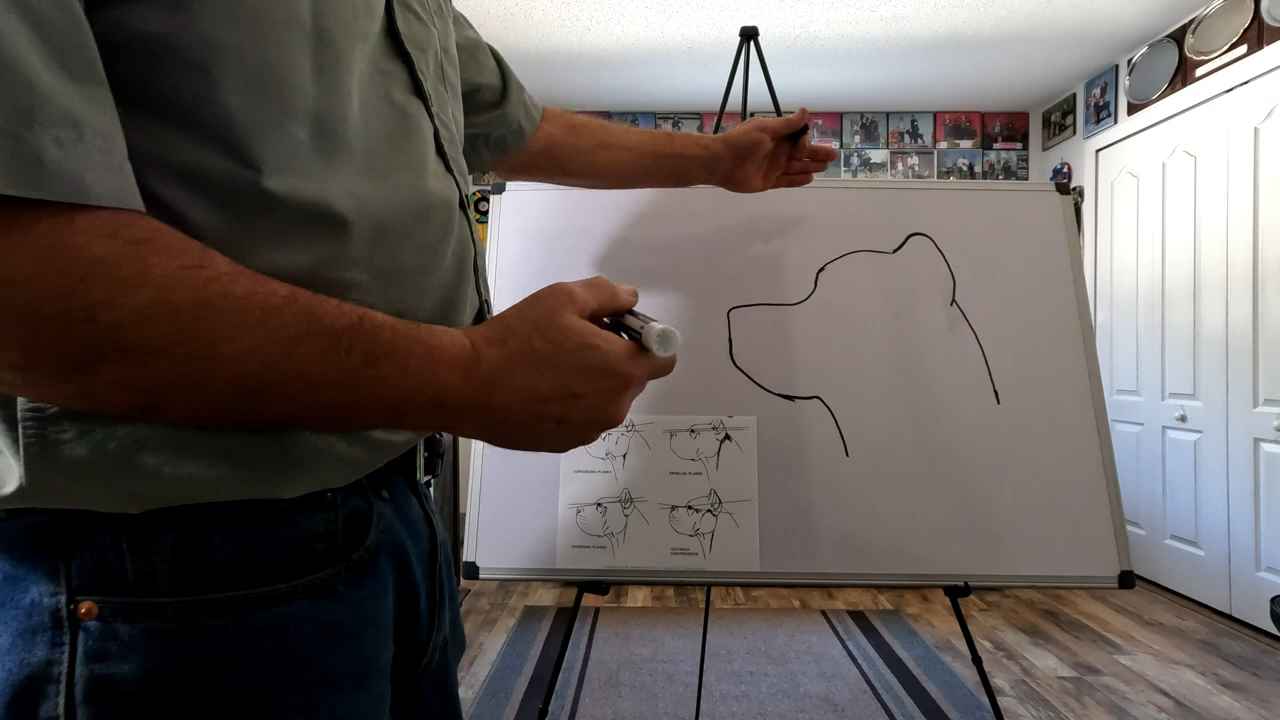 CONVERGING PLANES
PARALLEL PLANES
DIVERGING PLANES
TOO MUCH
CONVERGENCE